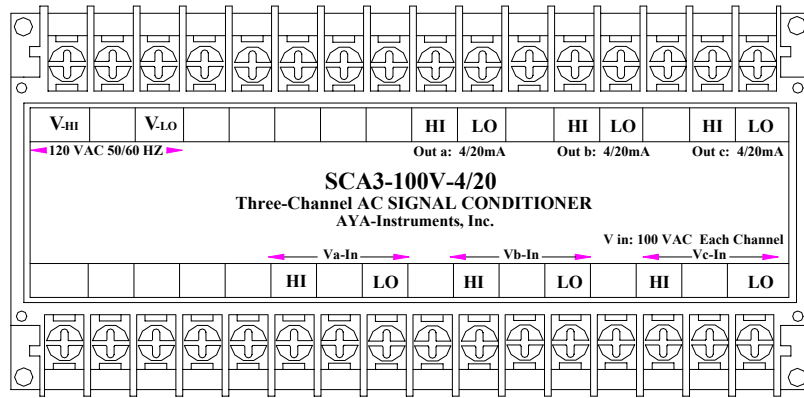 V-HI V-LO HI LO HI LO HI LO
120 VAC 50/60 HZ Out a: 4/20mA Out b: 4/20mA Out c: 4/20mA
SCA3-100V-4/20
Three-Channel AC SIGNAL CONDITIONER
AYA-Instruments, Inc.
V in: 100 VAC Each Channel
Va-In Vb-In Vc-In
HI LO HI LO HI LO